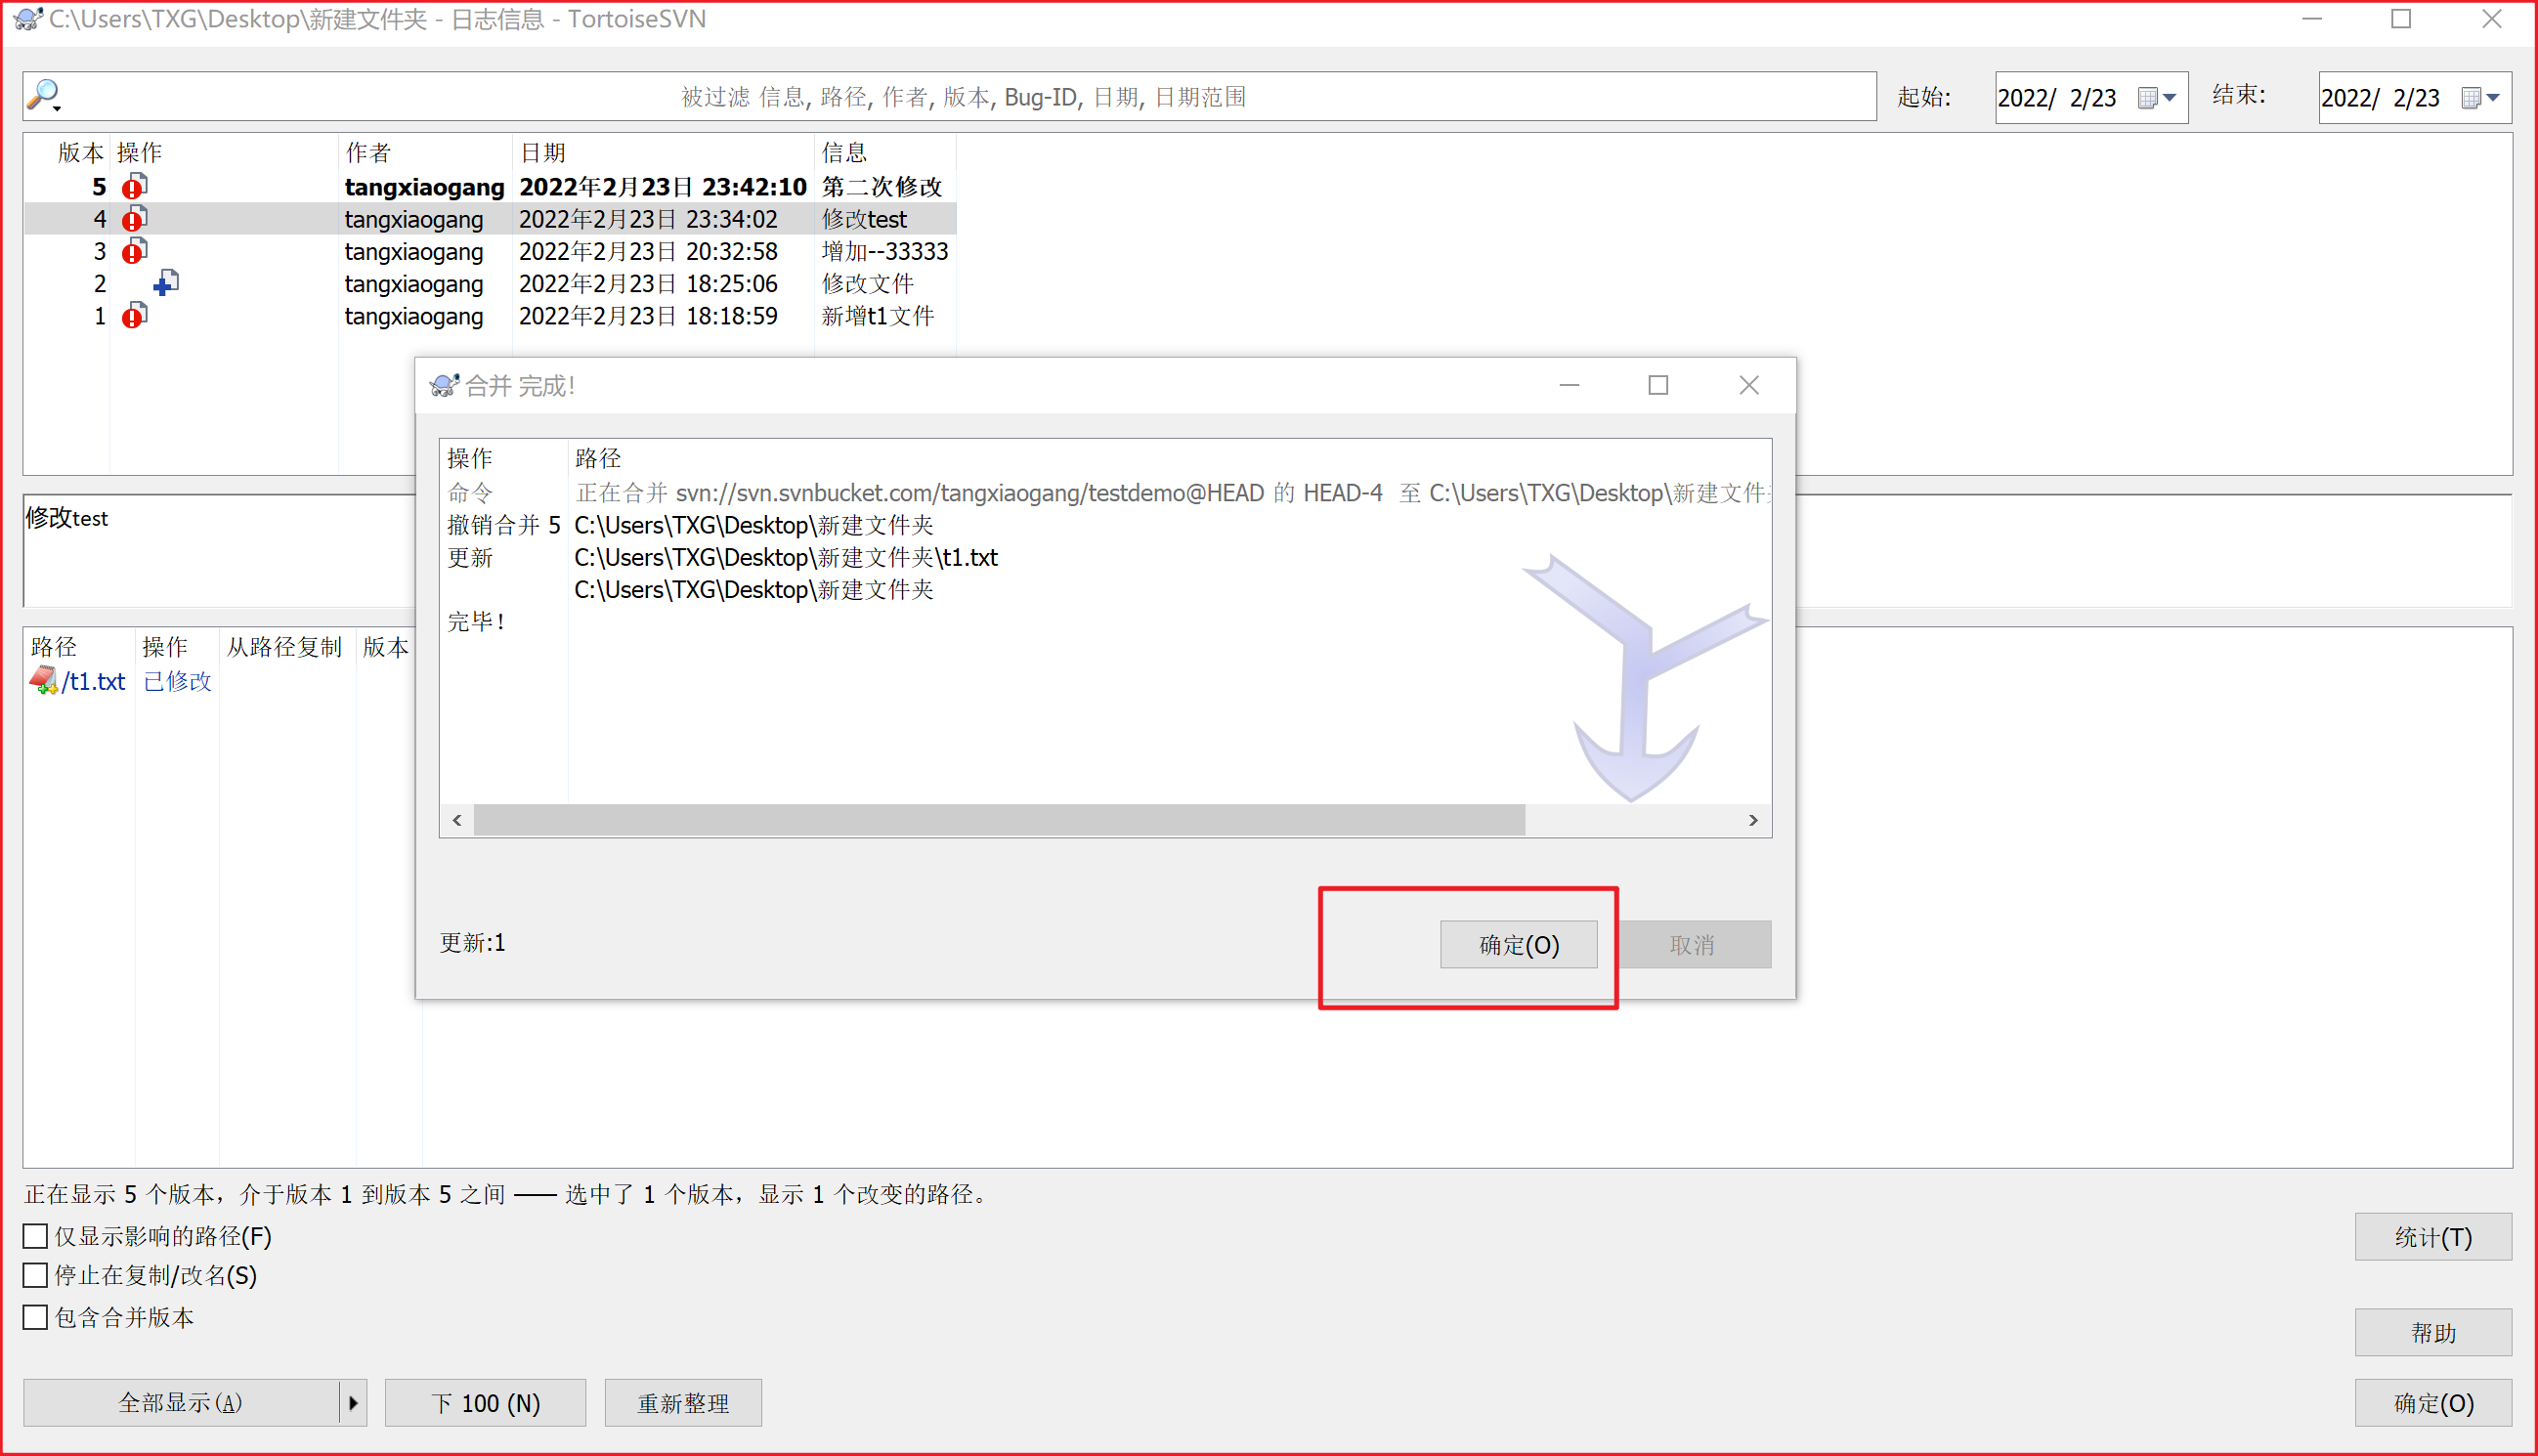 C:\Users\TXG\Desktop\新建文件夹 - 日志信息 - TortoiseSVN
被过滤 信息, 路径, 作者, 版本, Bug-ID, 日期, 日期范围
起始: 2022/ 2/23 结束: 2022/ 2/23
版本 操作 作者 日期 信息
5 tangxiaogang 2022年2月23日 23:42:10 第二次修改
4 tangxiaogang 2022年2月23日 23:34:02 修改test
3 tangxiaogang 2022年2月23日 20:32:58 增加--33333
2 tangxiaogang 2022年2月23日 18:25:06 修改文件
1 tangxiaogang 2022年2月23日 18:18:59 新增t1文件
合并 完成!
操作 路径
命令 正在合并 svn://svn.svnbucket.com/tangxiaogang/testdemo@HEAD 的 HEAD-4 至 C:\Users\TXG\Desktop\新建文件
撤销合并 5 C:\Users\TXG\Desktop\新建文件夹
更新 C:\Users\TXG\Desktop\新建文件夹\t1.txt
C:\Users\TXG\Desktop\新建文件夹
完毕!
更新:1
确定(O) 取消
修改test
路径 操作 从路径复制 版本
/t1.txt 已修改
正在显示 5 个版本，介于版本 1 到版本 5 之间 —— 选中了 1 个版本，显示 1 个改变的路径。
仅显示影响的路径(F)
统计(T)
停止在复制/改名(S)
包含合并版本
帮助
全部显示(A) 下 100 (N) 重新整理 确定(O)